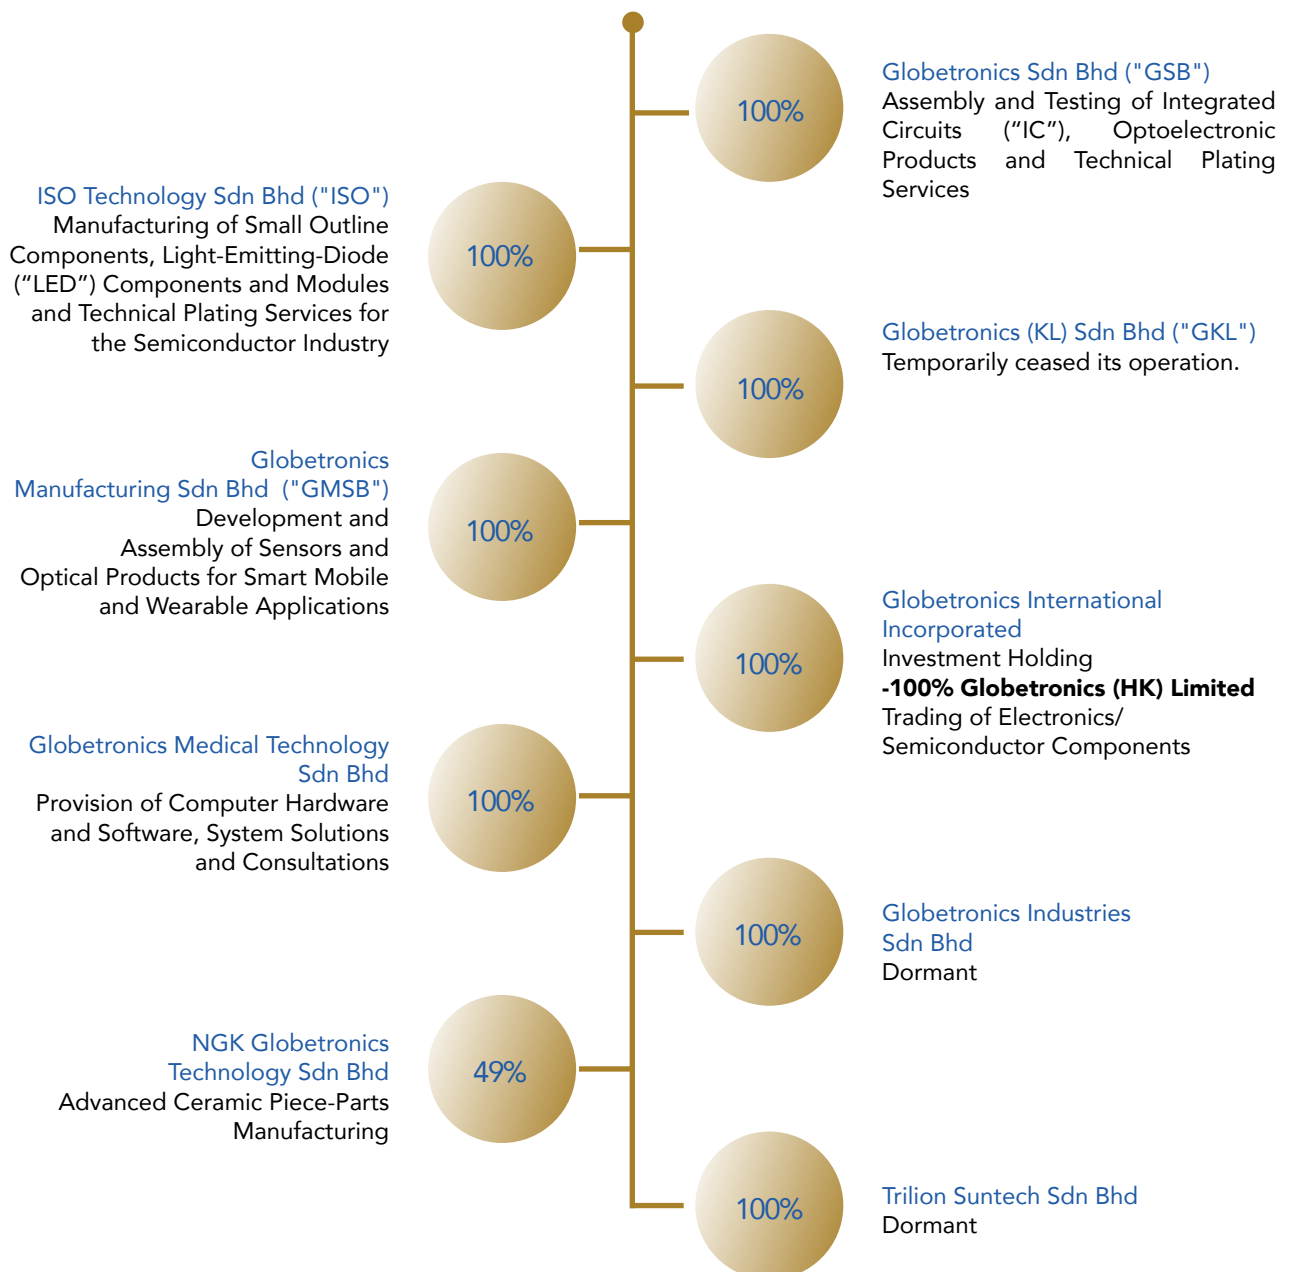 100%
Globetronics Sdn Bhd ("GSB")
Assembly and Testing of Integrated
Circuits (“IC”), Optoelectronic
Products and Technical Plating
Services
ISO Technology Sdn Bhd ("ISO")
Manufacturing of Small Outline
Components, Light-Emitting-Diode
(“LED”) Components and Modules
and Technical Plating Services for
the Semiconductor Industry
100%
100%
Globetronics (KL) Sdn Bhd ("GKL")
Temporarily ceased its operation.
Globetronics
Manufacturing Sdn Bhd  ("GMSB")
Development and
Assembly of Sensors and
Optical Products for Smart Mobile
and Wearable Applications
100%
100%
Globetronics International
Incorporated
Investment Holding
-100% Globetronics (HK) Limited
Trading of Electronics/
Semiconductor Components
Globetronics Medical Technology
Sdn Bhd
Provision of Computer Hardware
and Software, System Solutions
and Consultations
100%
100%
Globetronics Industries
Sdn Bhd
Dormant
NGK Globetronics
Technology Sdn Bhd
Advanced Ceramic Piece-Parts
Manufacturing
49%
100%
Trilion Suntech Sdn Bhd
Dormant